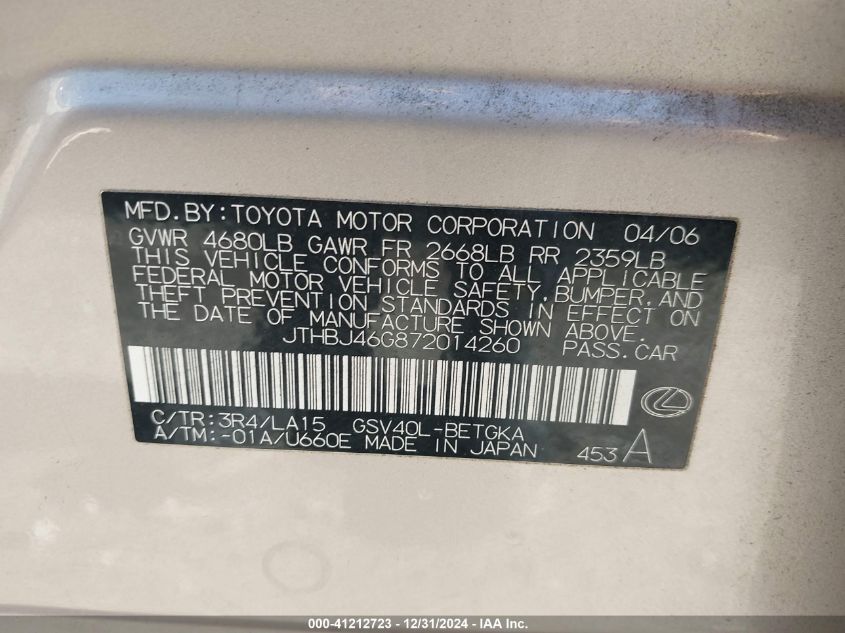 MFD.BY:TOYOTA MOTOR CORPORATION 04/06
GVWR 4680LB GAWR FR 2668LB RR 2359LB
THIS VEHICLE CONFORMS TO ALL APPLICABLE
FEDERAL MOTOR VEHICLE SAFETY,BUMPER,AND
THEFT PREVENTION STANDARDS IN EFFECT ON
THE DATE OF MANUFACTURE SHOWN ABOVE.
JTHBJ46G872014260 PASS.CAR
C/TR:3R4/LA15 GSV40L-BETGKA
A/TM:-01A/U660E MADE IN JAPAN 453 A
000-41212723 – 12/31/2024 – IAA Inc.